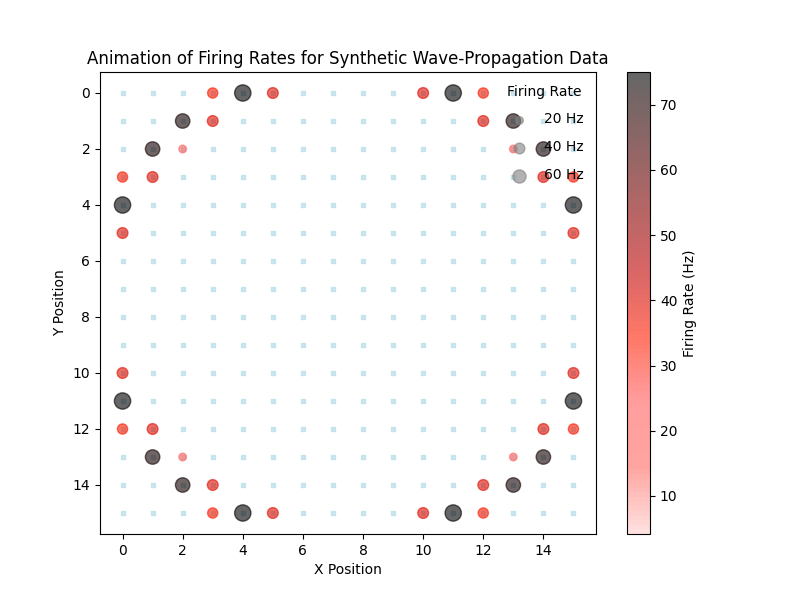 Animation of Firing Rates for Synthetic Wave-Propagation Data
Firing Rate
20 Hz
40 Hz
60 Hz
0
2
4
6
8
10
12
14
Y Position
0
2
4
6
8
10
12
14
X Position
70
60
50
40
30
20
10
Firing Rate (Hz)